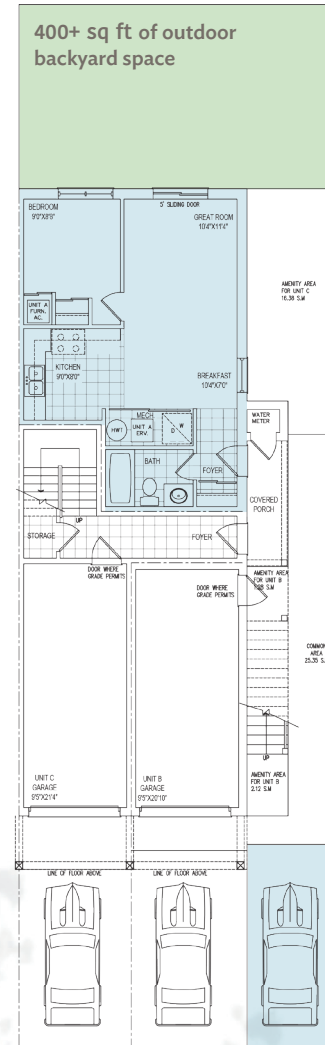 400+ sq ft of outdoor
backyard space
BEDROOM
9'0"X8'9"
5' SLIDING DOOR
GREAT ROOM
10'4"X11'4"
AMENITY AREA
FOR UNIT C
16.38 S.M
UNIT A
FURN.
AC.
KITCHEN
9'0"X8'0"
BREAKFAST
10'4"X7'0"
MECH
HWT
UNIT A
ERV.
D
W
WATER
METER
BATH
FOYER
COVERED
PORCH
UP
STORAGE
FOYER
DOOR WHERE
GRADE PERMITS
AMENITY AREA
FOR UNIT B
S.M
DOOR WHERE
GRADE PERMITS
COMMON
AREA
25.35 S.
UP
UNIT C
GARAGE
9'5"X21'4"
UNIT B
GARAGE
9'5"X20'10"
AMENITY AREA
FOR UNIT B
2.12 S.M
LINE OF FLOOR ABOVE
LINE OF FLOOR ABOVE